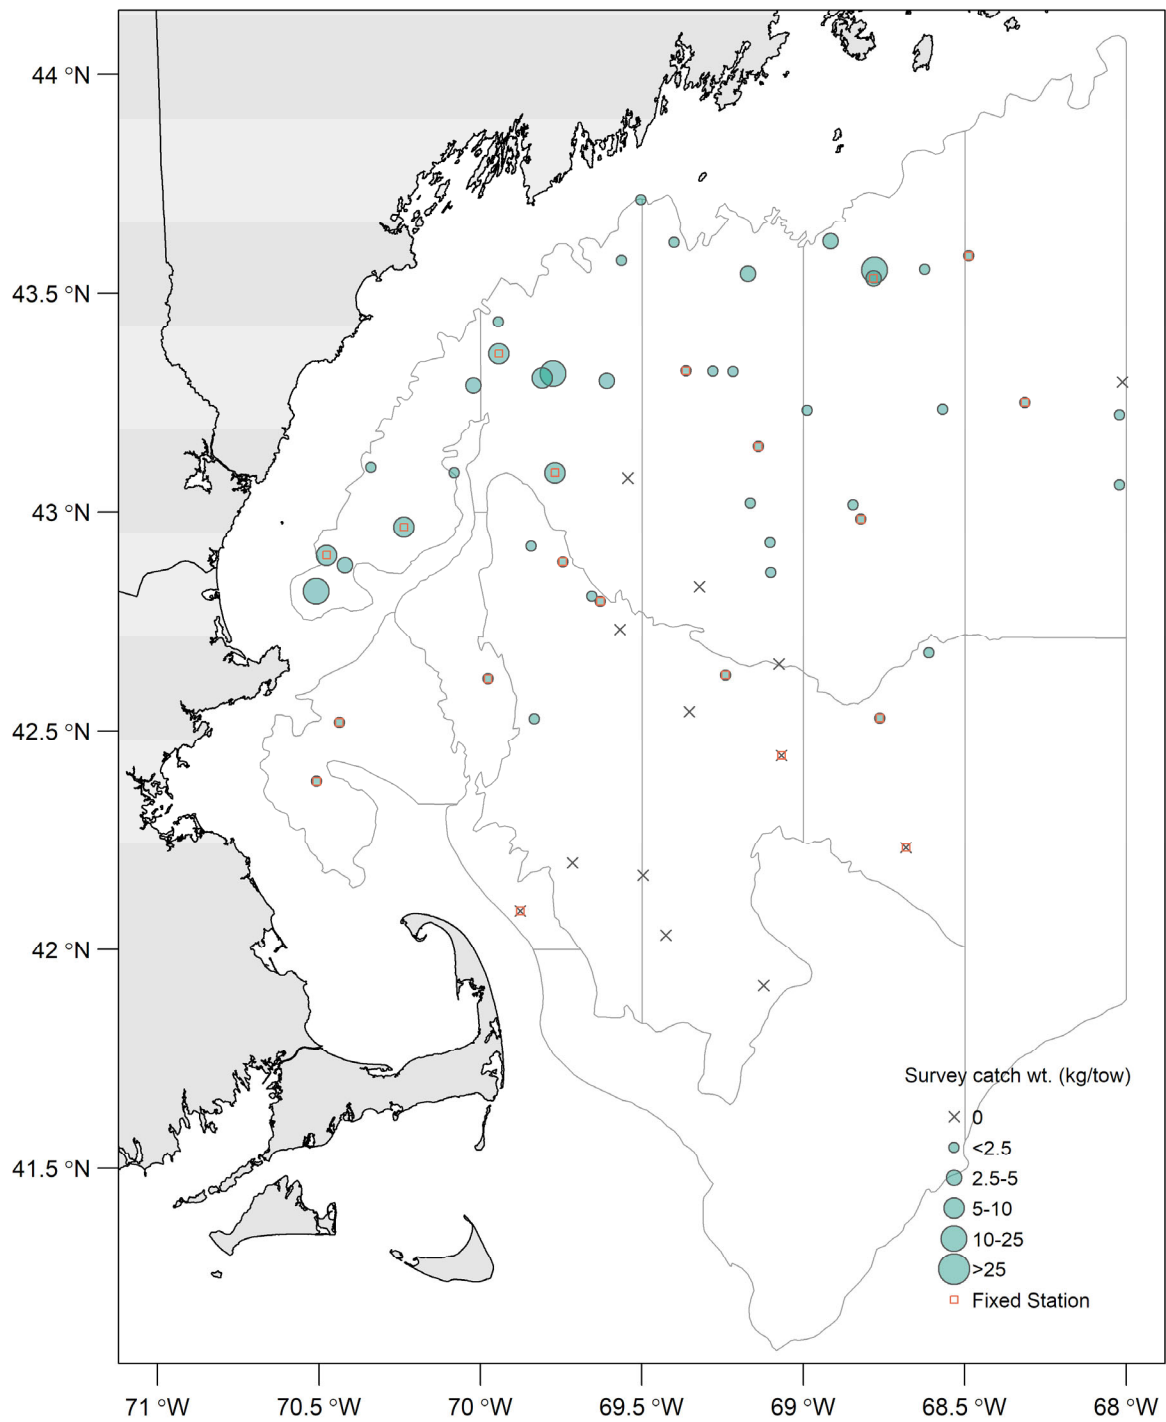 44 °N
43.5 °N
43 °N
42.5 °N
42 °N
41.5 °N
Survey catch wt. (kg/tow)
0
<2.5
2.5-5
5-10
10-25
>25
Fixed Station
71 °W
70.5 °W
70 °W
69.5 °W
69 °W
68.5 °W
68 °W